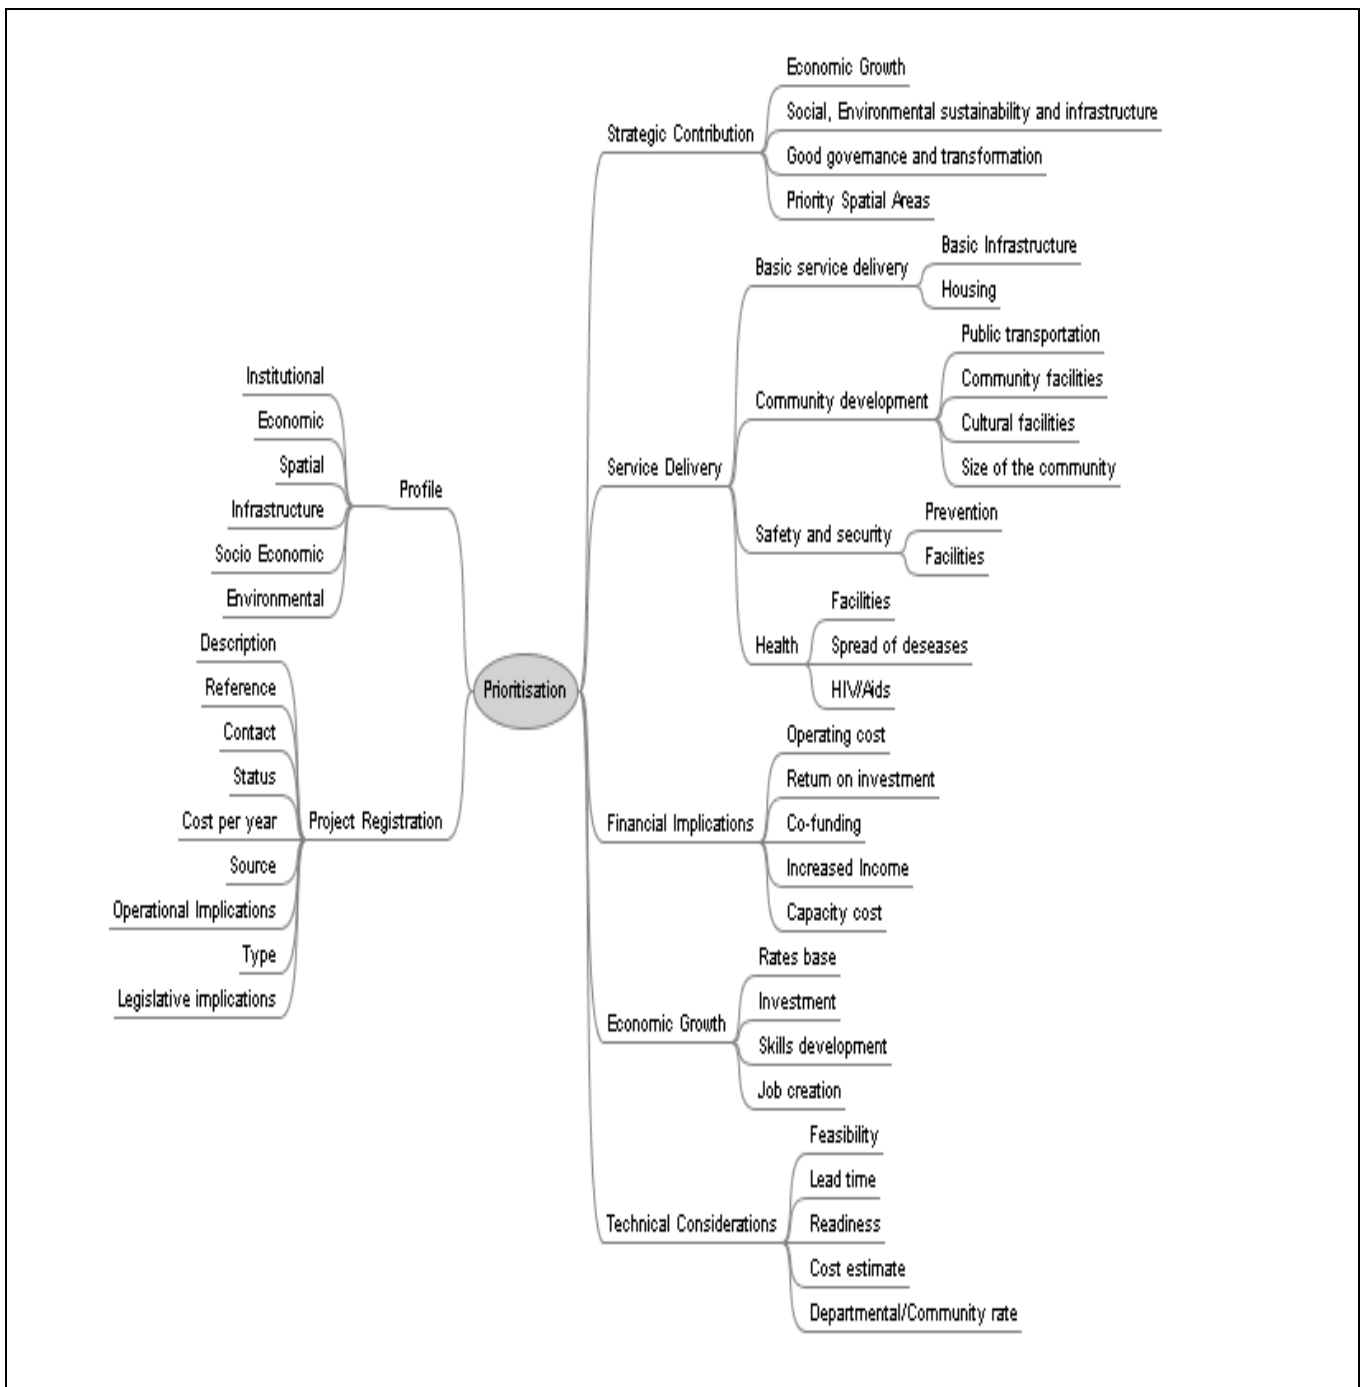 Economic Growth
Social, Environmental sustainability and infrastructure
Strategic Contribution
Good governance and transformation
Priority Spatial Areas
Basic Infrastructure
Basic service delivery
Housing
Public transportation
Community facilities
Community development
Cultural facilities
Size of the community
Service Delivery
Prevention
Safety and security
Facilities
Facilities
Health
Spread of deseases
HIV/Aids
Institutional
Economic
Spatial
Profile
Infrastructure
Socio Economic
Environmental
Description
Reference
Prioritisation
Contact
Status
Cost per year
Project Registration
Source
Operational Implications
Type
Legislative implications
Operating cost
Return on investment
Financial Implications
Co-funding
Increased Income
Capacity cost
Rates base
Investment
Economic Growth
Skills development
Job creation
Feasibility
Lead time
Technical Considerations
Readiness
Cost estimate
Departmental/Community rate